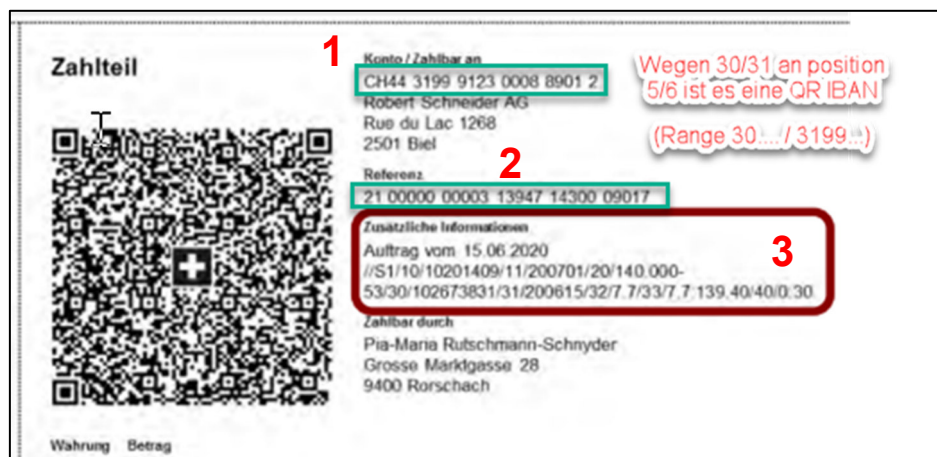 Zahlteil
1
Konto / Zahlbar an
CH44 3199 9123 0008 8901 2
Robert Schneider AG
Rue du Lac 1268
2501 Biel
Wegen 30/31 an position
5/6 ist es eine QR IBAN
(Range 30.... / 3199...)
2
Referenz
21 00000 00003 13947 14300 09017
Zusätzliche Informationen
3
Auftrag vom 15.06.2020
//S1/10/10201409/11/200701/20/140.000-
53/30/102673831/31/200615/32/7.7/33/7.7:139.40/40/0:30
Zahlbar durch
Pia-Maria Rutschmann-Schnyder
Grosse Marktgasse 28
9400 Rorschach
Währung Betrag